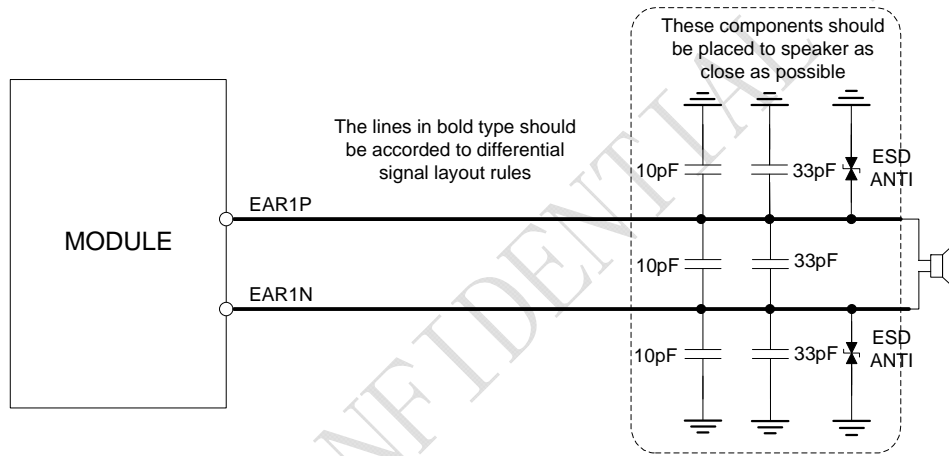 These components should
be placed to speaker as
close as possible
The lines in bold type should
be accorded to differential
signal layout rules
10pF
33pF
ESD
ANTI
EAR1P
MODULE
10pF
33pF
EAR1N
10pF
33pF
ESD
ANTI
NFIDENTIAL